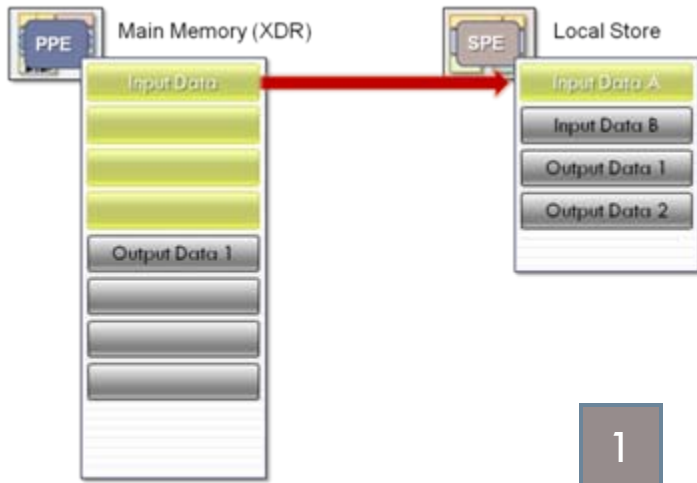 PPE
Main Memory (XDR)
SPE
Local Store
Input Data
Input Data A
Input Data B
Output Data 1
Output Data 2
Output Data 1
1